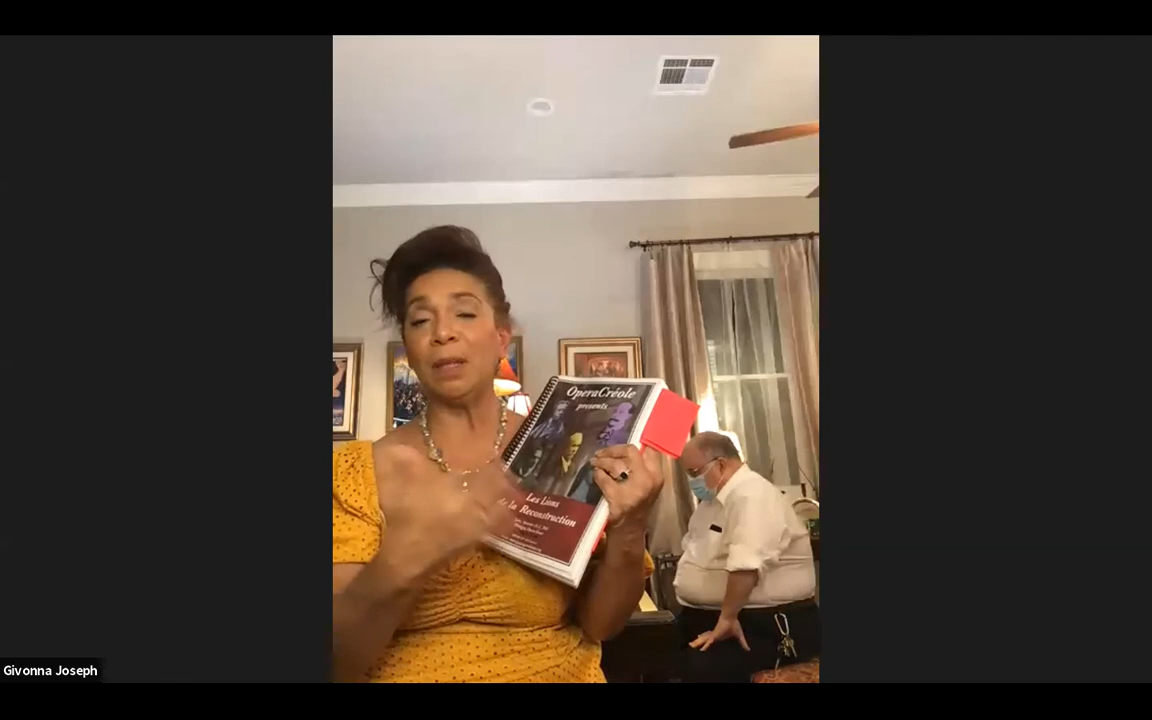 OperaCréole
presents
Les Lions
de la Reconstruction
Givonna Joseph